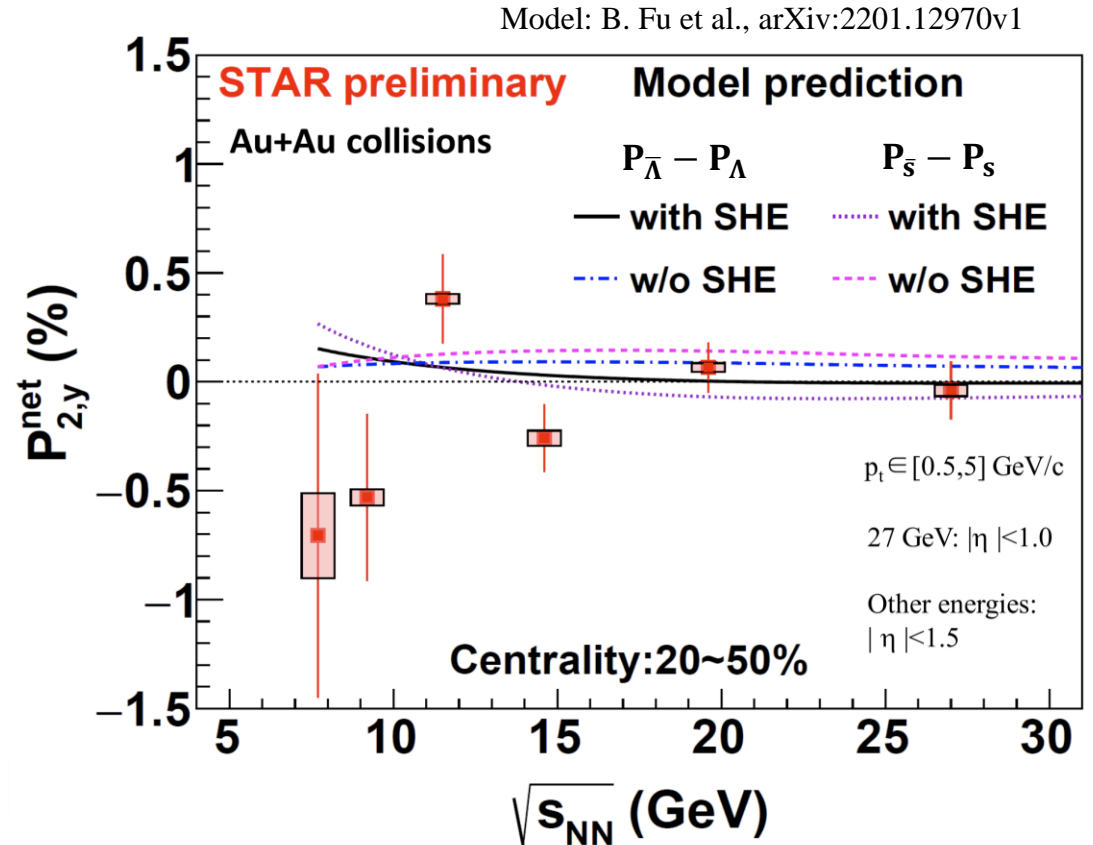 Model: B. Fu et al., arXiv:2201.12970v1
STAR preliminary Model prediction
Au+Au collisions
P_Λ̄ − P_Λ P_s̄ − P_s
with SHE with SHE
w/o SHE w/o SHE
p_t∈[0.5,5] GeV/c
27 GeV: |η |<1.0
Other energies:
| η |<1.5
Centrality:20~50%
P^net_2,y (%)
1.5
1
0.5
0
−0.5
−1
−1.5
5 10 15 20 25 30
√s_NN (GeV)